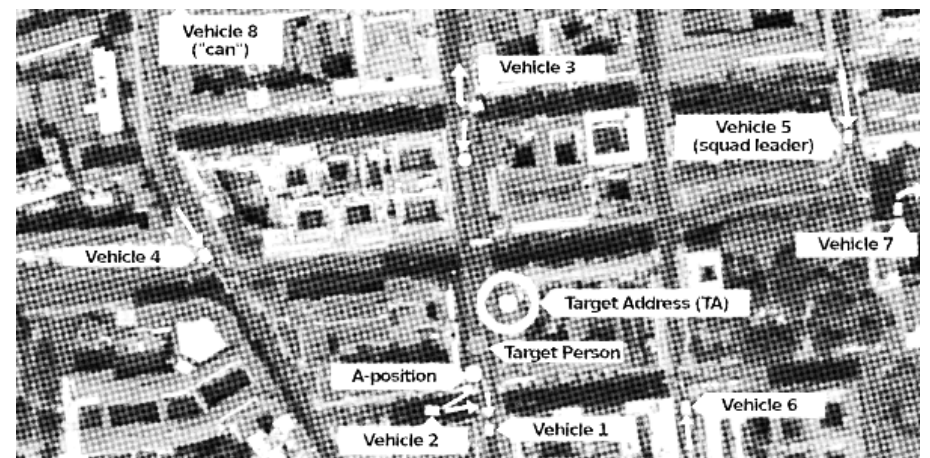 Vehicle 8
("can")
Vehicle 3
Vehicle 5
(squad leader)
Vehicle 7
Vehicle 4
Target Address (TA)
Target Person
A-position
Vehicle 6
Vehicle 2
Vehicle 1